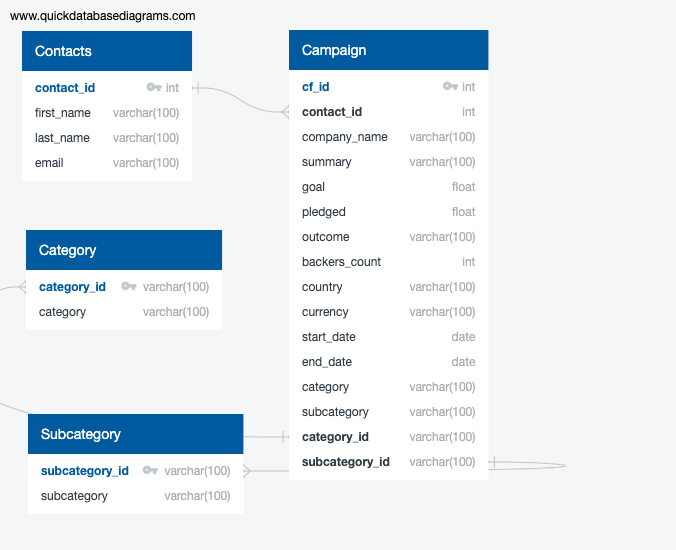 www.quickdatabasediagrams.com
Contacts
contact_id int
first_name varchar(100)
last_name varchar(100)
email varchar(100)
Campaign
cf_id int
contact_id int
company_name varchar(100)
summary varchar(100)
goal float
pledged float
outcome varchar(100)
backers_count int
country varchar(100)
currency varchar(100)
start_date date
end_date date
category varchar(100)
subcategory varchar(100)
category_id varchar(100)
subcategory_id varchar(100)
Category
category_id varchar(100)
category varchar(100)
Subcategory
subcategory_id varchar(100)
subcategory varchar(100)